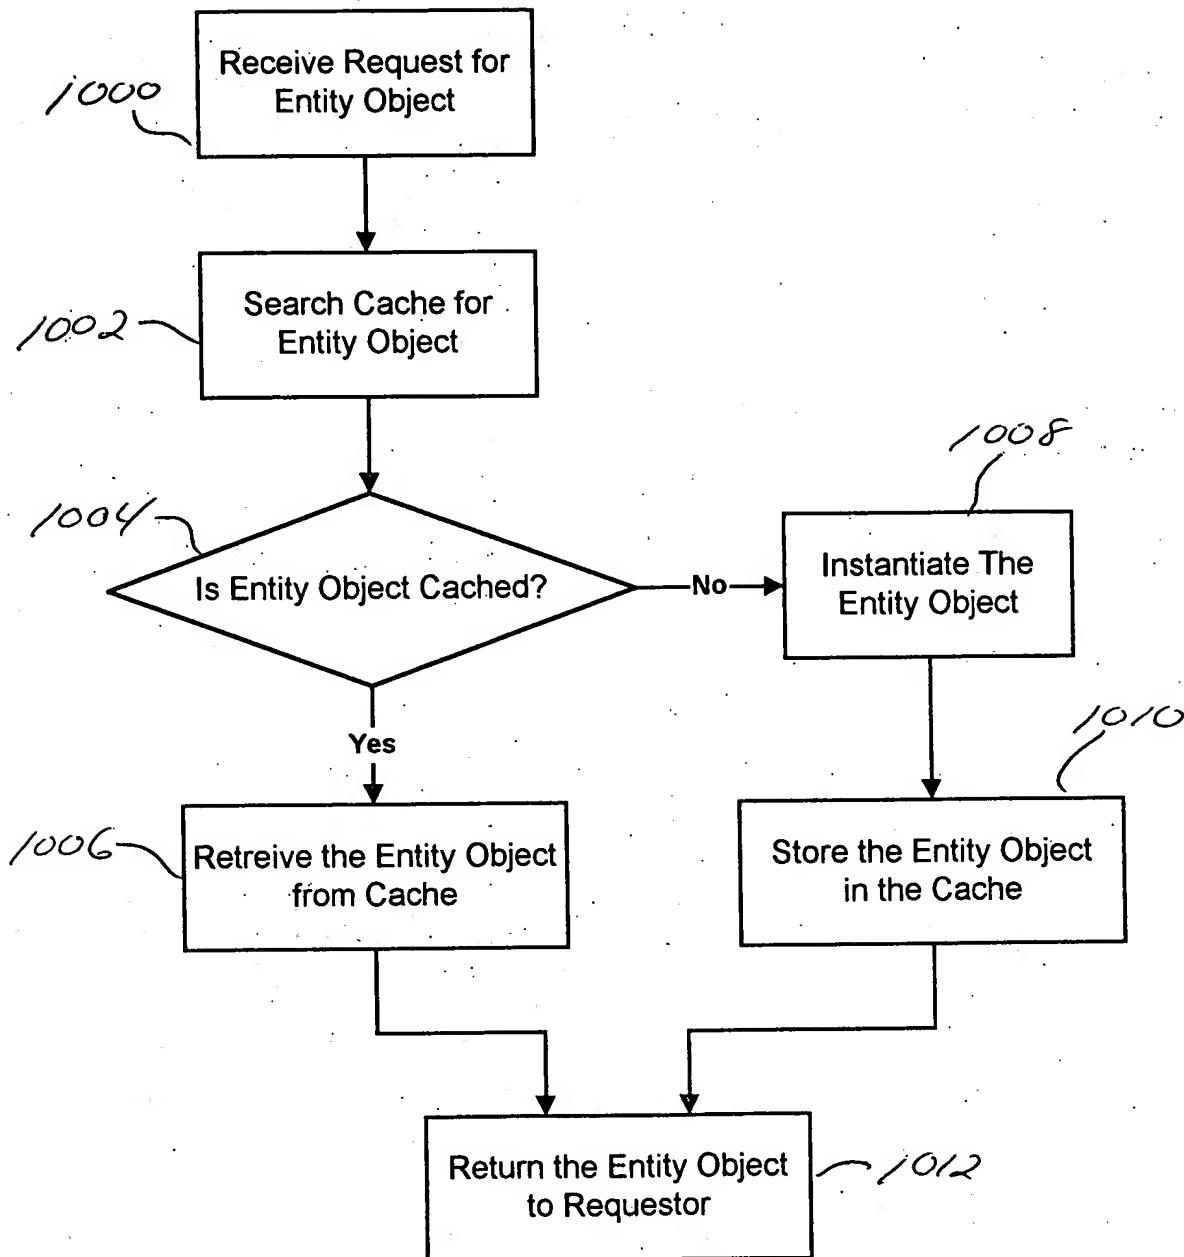 Receive Request for
Entity Object
1000
Search Cache for
Entity Object
1002
1004
Is Entity Object Cached?
No
1008
Instantiate The
Entity Object
Yes
1010
1006
Retreive the Entity Object
from Cache
Store the Entity Object
in the Cache
Return the Entity Object
to Requestor
1012